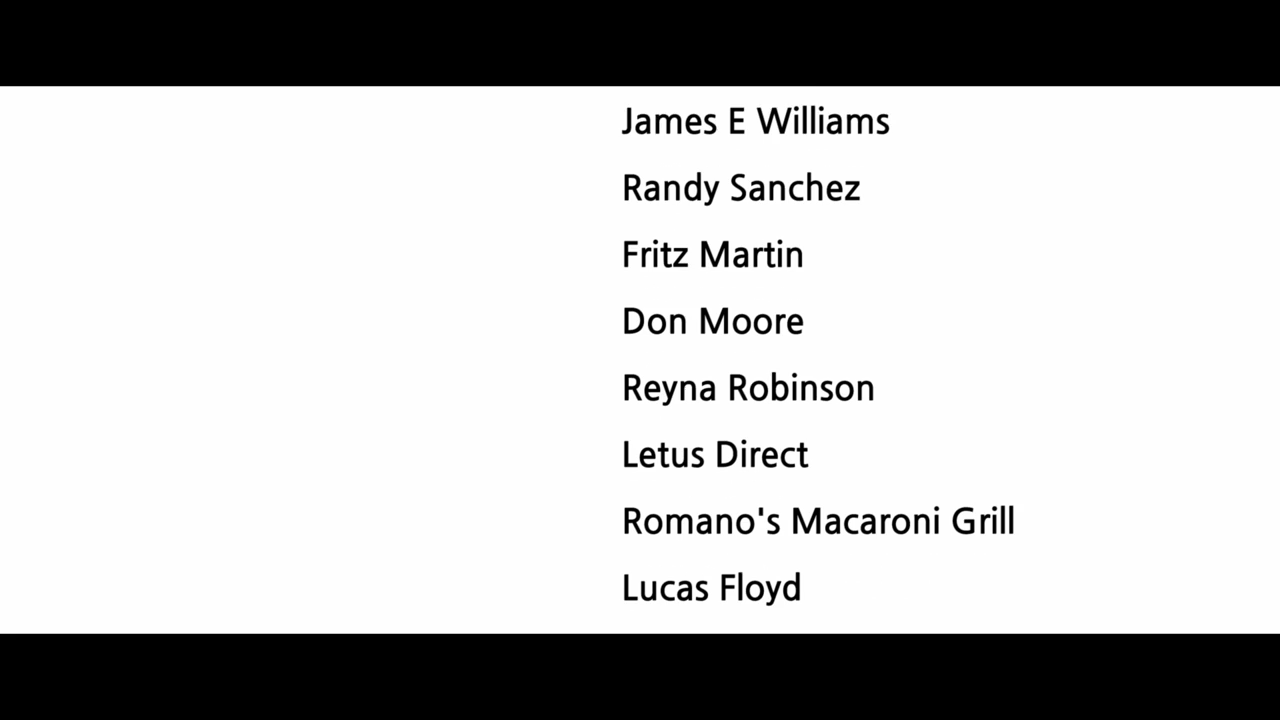 James E Williams
Randy Sanchez
Fritz Martin
Don Moore
Reyna Robinson
Letus Direct
Romano's Macaroni Grill
Lucas Floyd